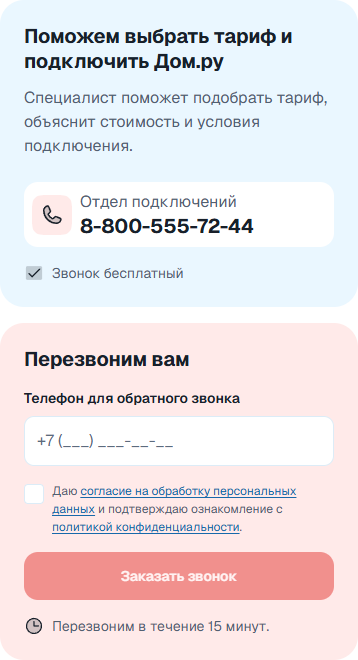 Поможем выбрать тариф и
подключить Дом.ру
Специалист поможет подобрать тариф,
объяснит стоимость и условия
подключения.
Отдел подключений
8-800-555-72-44
Звонок бесплатный
Перезвоним вам
Телефон для обратного звонка
+7 (___) ___-__-__
Даю согласие на обработку персональных
данных и подтверждаю ознакомление с
политикой конфиденциальности.
Заказать звонок
Перезвоним в течение 15 минут.